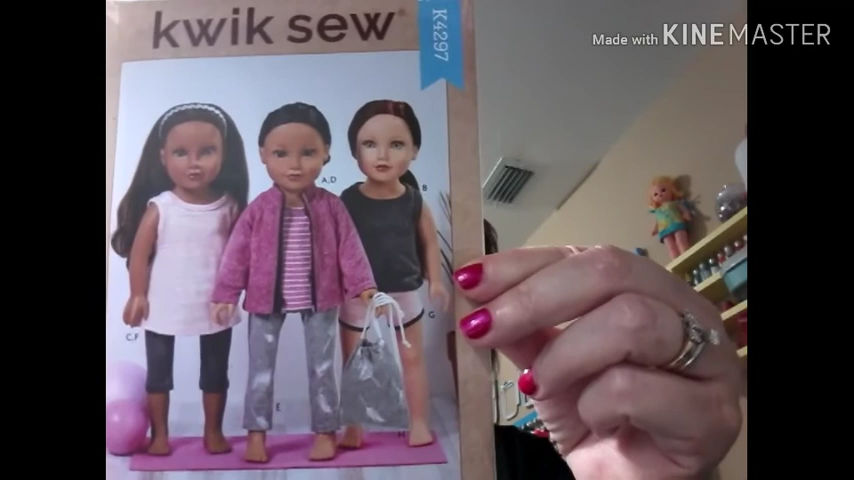 kwik sew
K4297
Made with KINEMASTER
A,D
B
C,F
G
E
H